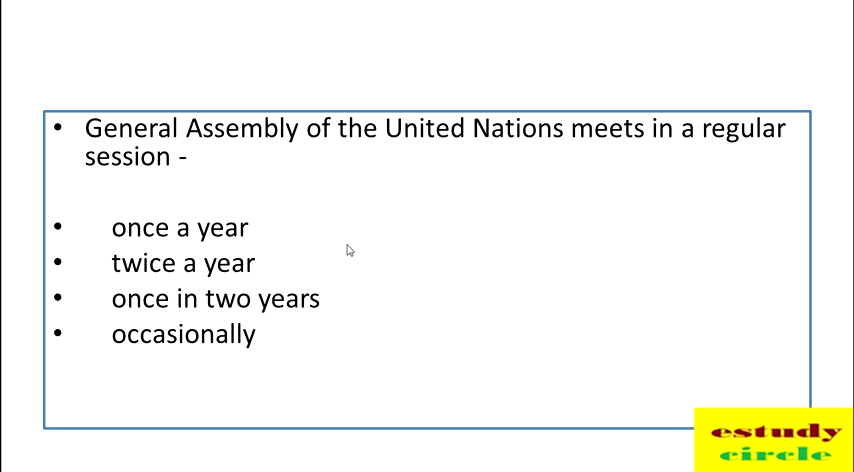 • General Assembly of the United Nations meets in a regular
session -
• once a year
• twice a year
• once in two years
• occasionally
estudy
circle